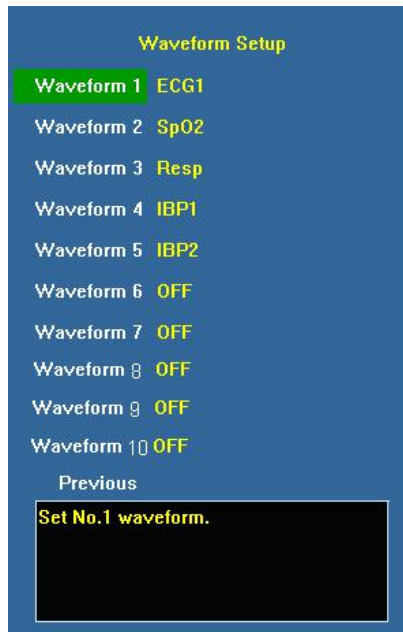 Waveform Setup
Waveform 1 ECG1
Waveform 2 SpO2
Waveform 3 Resp
Waveform 4 IBP1
Waveform 5 IBP2
Waveform 6 OFF
Waveform 7 OFF
Waveform 8 OFF
Waveform 9 OFF
Waveform 10 OFF
Previous
Set No.1 waveform.